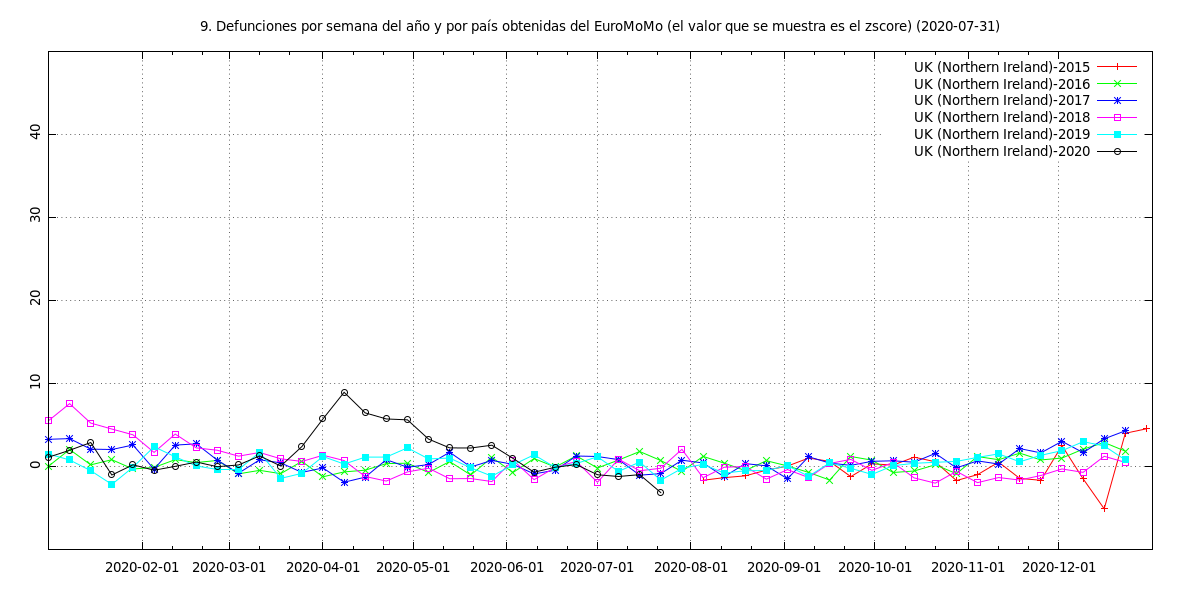 9. Defunciones por semana del año y por país obtenidas del EuroMoMo (el valor que se muestra es el zscore) (2020-07-31)
UK (Northern Ireland)-2015
UK (Northern Ireland)-2016
UK (Northern Ireland)-2017
UK (Northern Ireland)-2018
UK (Northern Ireland)-2019
UK (Northern Ireland)-2020
40
30
20
10
0
2020-02-01 2020-03-01 2020-04-01 2020-05-01 2020-06-01 2020-07-01 2020-08-01 2020-09-01 2020-10-01 2020-11-01 2020-12-01